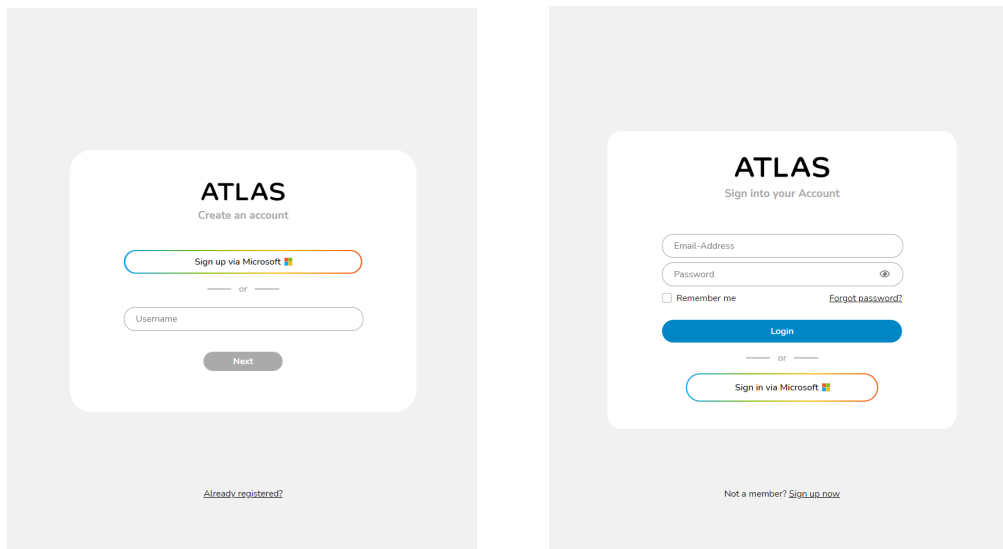 ATLAS
Create an account
Sign up via Microsoft
or
Username
Next
Already registered?
ATLAS
Sign into your Account
Email-Address
Password
Remember me
Forgot password?
Login
or
Sign in via Microsoft
Not a member? Sign up now